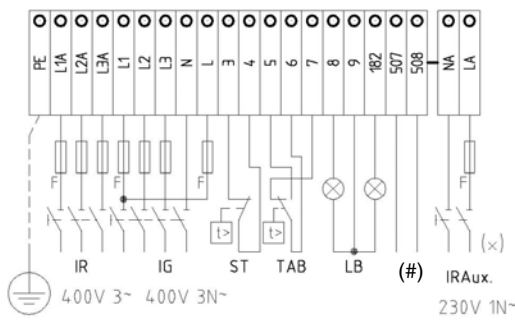 PE L1A L2A L3A L1 L2 L3 N L 3 4 5 6 7 8 9 182 507 508 NA LA
F F F F
t> t>
(x)
IR IG ST TAB LB (#) IRAux.
400V 3~ 400V 3N~ 230V 1N~